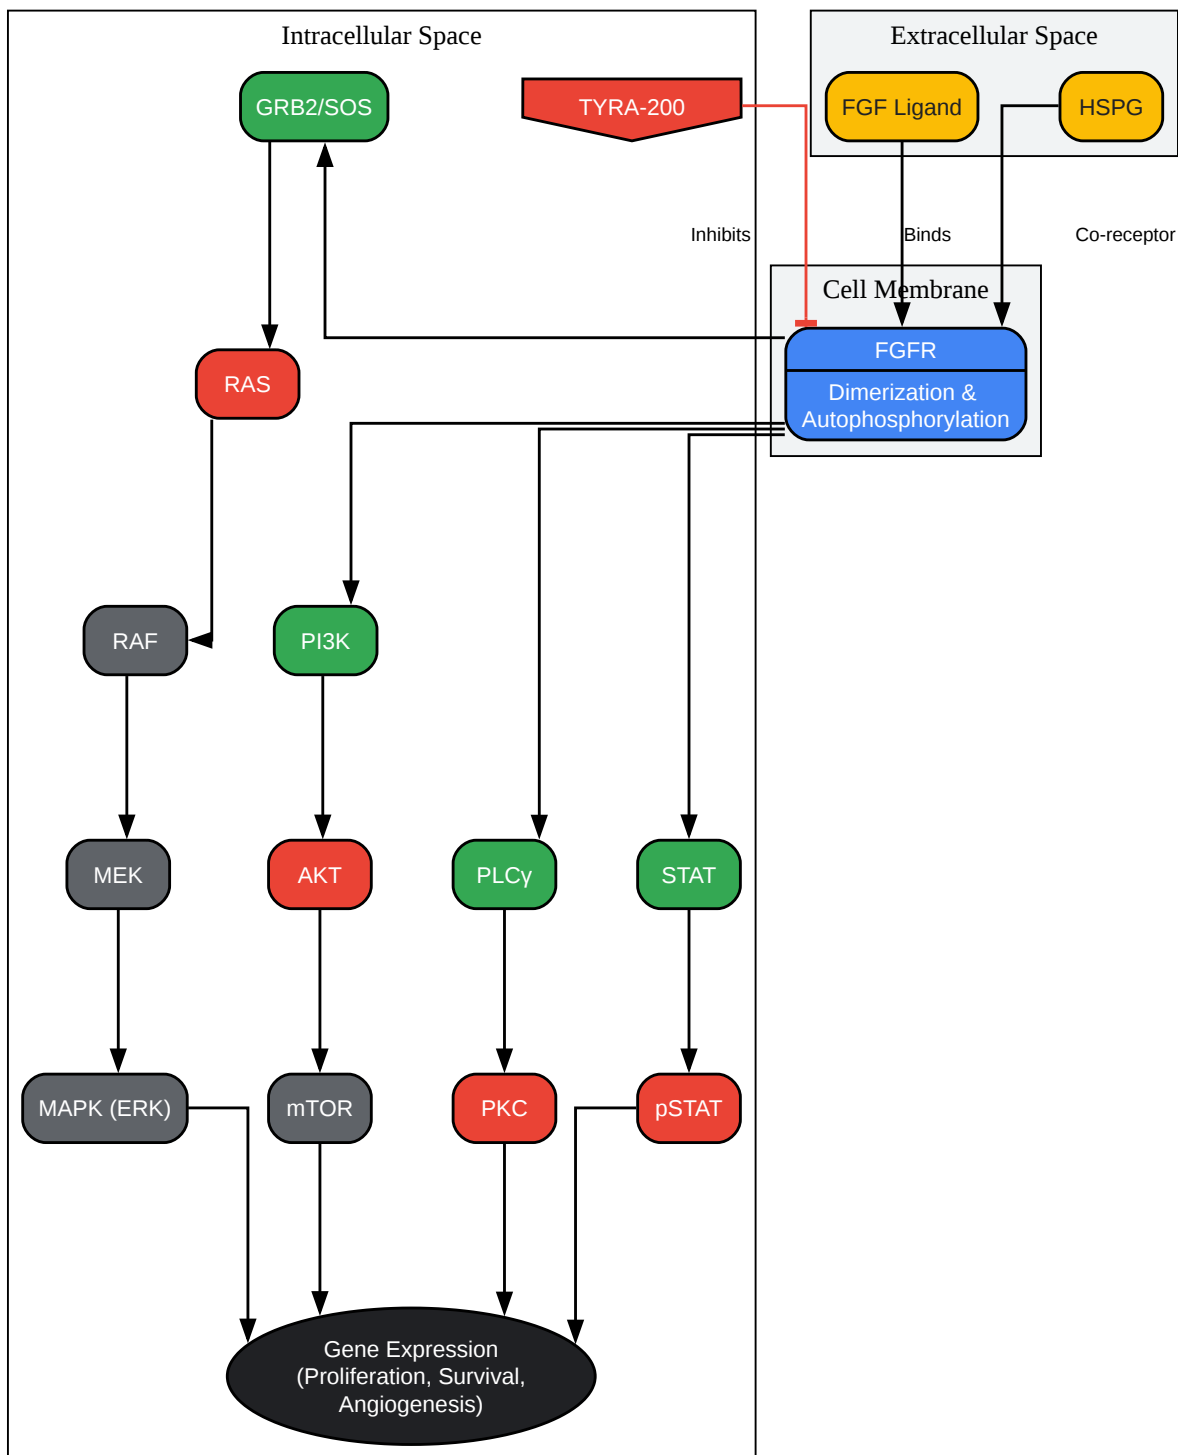 Intracellular Space
Extracellular Space
GRB2/SOS
TYRA-200
FGF Ligand
HSPG
Inhibits
Binds
Co-receptor
Cell Membrane
FGFR
Dimerization &
Autophosphorylation
RAS
RAF
PI3K
MEK
AKT
PLCγ
STAT
MAPK (ERK)
mTOR
PKC
pSTAT
Gene Expression
(Proliferation, Survival,
Angiogenesis)